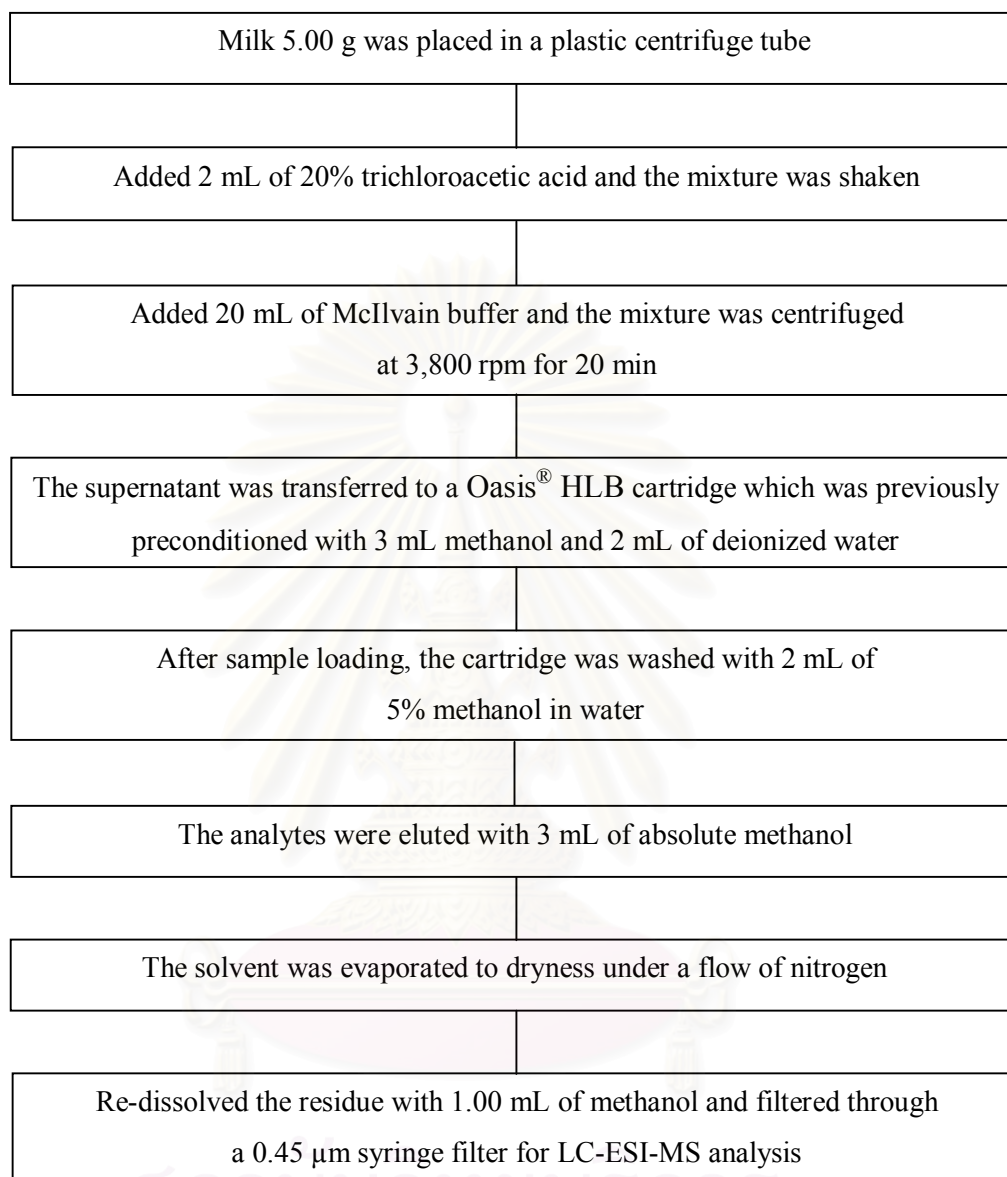 Milk 5.00 g was placed in a plastic centrifuge tube
Added 2 mL of 20% trichloroacetic acid and the mixture was shaken
Added 20 mL of McIlvain buffer and the mixture was centrifuged
at 3,800 rpm for 20 min
The supernatant was transferred to a Oasis® HLB cartridge which was previously
preconditioned with 3 mL methanol and 2 mL of deionized water
After sample loading, the cartridge was washed with 2 mL of
5% methanol in water
The analytes were eluted with 3 mL of absolute methanol
The solvent was evaporated to dryness under a flow of nitrogen
Re-dissolved the residue with 1.00 mL of methanol and filtered through
a 0.45 µm syringe filter for LC-ESI-MS analysis